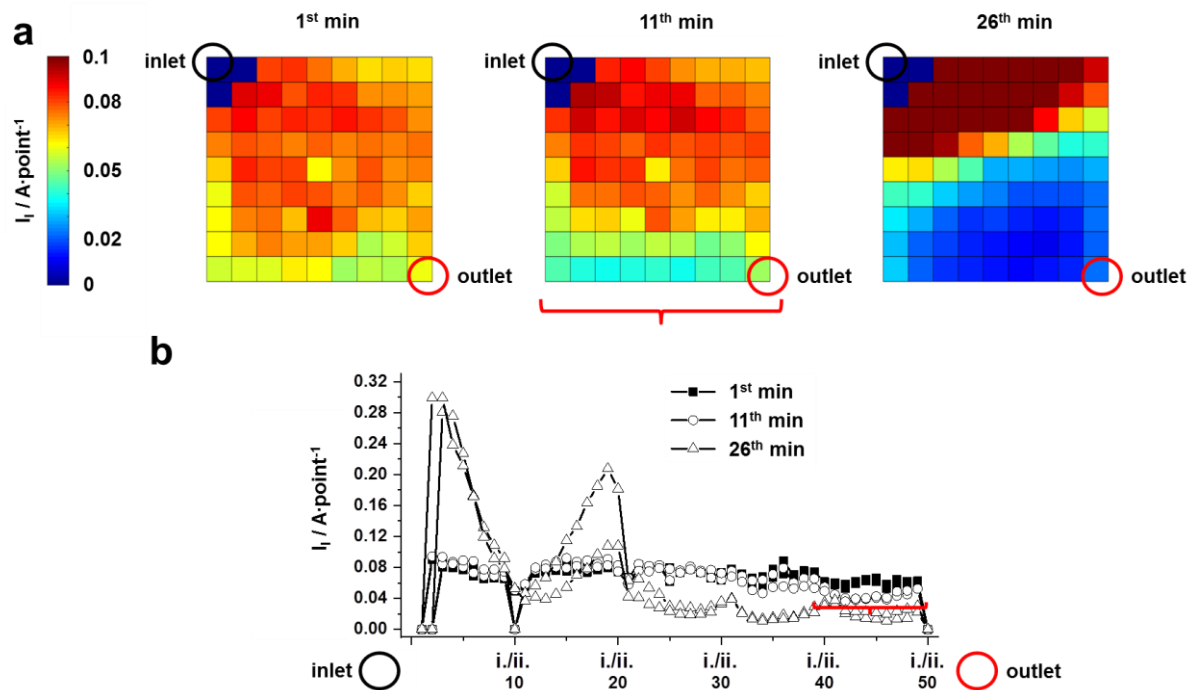 a
1st min
11th min
26th min
inlet
inlet
inlet
0.1
0.08
0.05
0.02
0
I_I / A·point-1
outlet
outlet
outlet
b
0.32
0.28
0.24
0.20
0.16
0.12
0.08
0.04
0.00
I_I / A·point-1
1st min
11th min
26th min
inlet
i./ii.
10
i./ii.
20
i./ii.
30
i./ii.
40
i./ii.
50
outlet